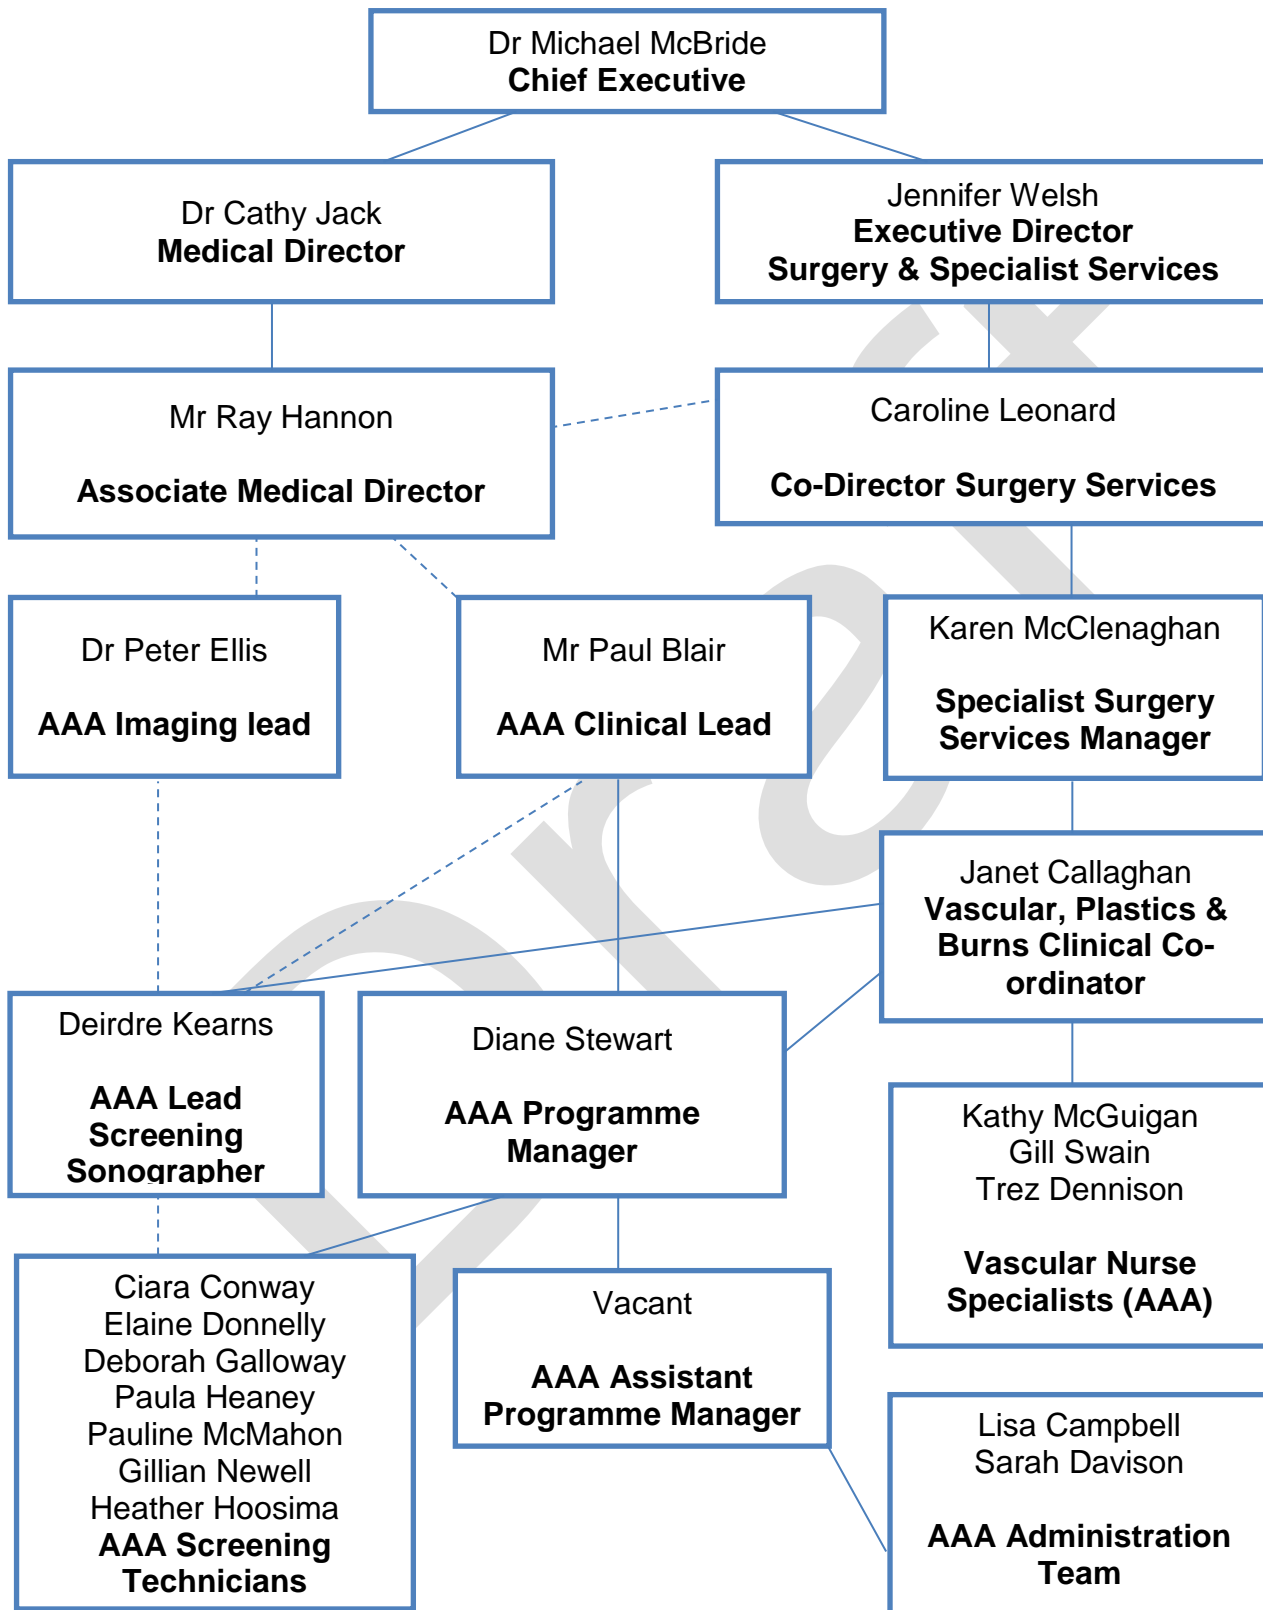 Dr Michael McBride
Chief Executive
Dr Cathy Jack
Medical Director
Jennifer Welsh
Executive Director
Surgery & Specialist Services
Mr Ray Hannon
Associate Medical Director
Caroline Leonard
Co-Director Surgery Services
Dr Peter Ellis
AAA Imaging lead
Mr Paul Blair
AAA Clinical Lead
Karen McClenaghan
Specialist Surgery
Services Manager
Janet Callaghan
Vascular, Plastics &
Burns Clinical Co-
ordinator
Deirdre Kearns
AAA Lead
Screening
Sonographer
Diane Stewart
AAA Programme
Manager
Kathy McGuigan
Gill Swain
Trez Dennison
Vascular Nurse
Specialists (AAA)
Ciara Conway
Elaine Donnelly
Deborah Galloway
Paula Heaney
Pauline McMahon
Gillian Newell
Heather Hoosima
AAA Screening
Technicians
Vacant
AAA Assistant
Programme Manager
Lisa Campbell
Sarah Davison
AAA Administration
Team
Draft